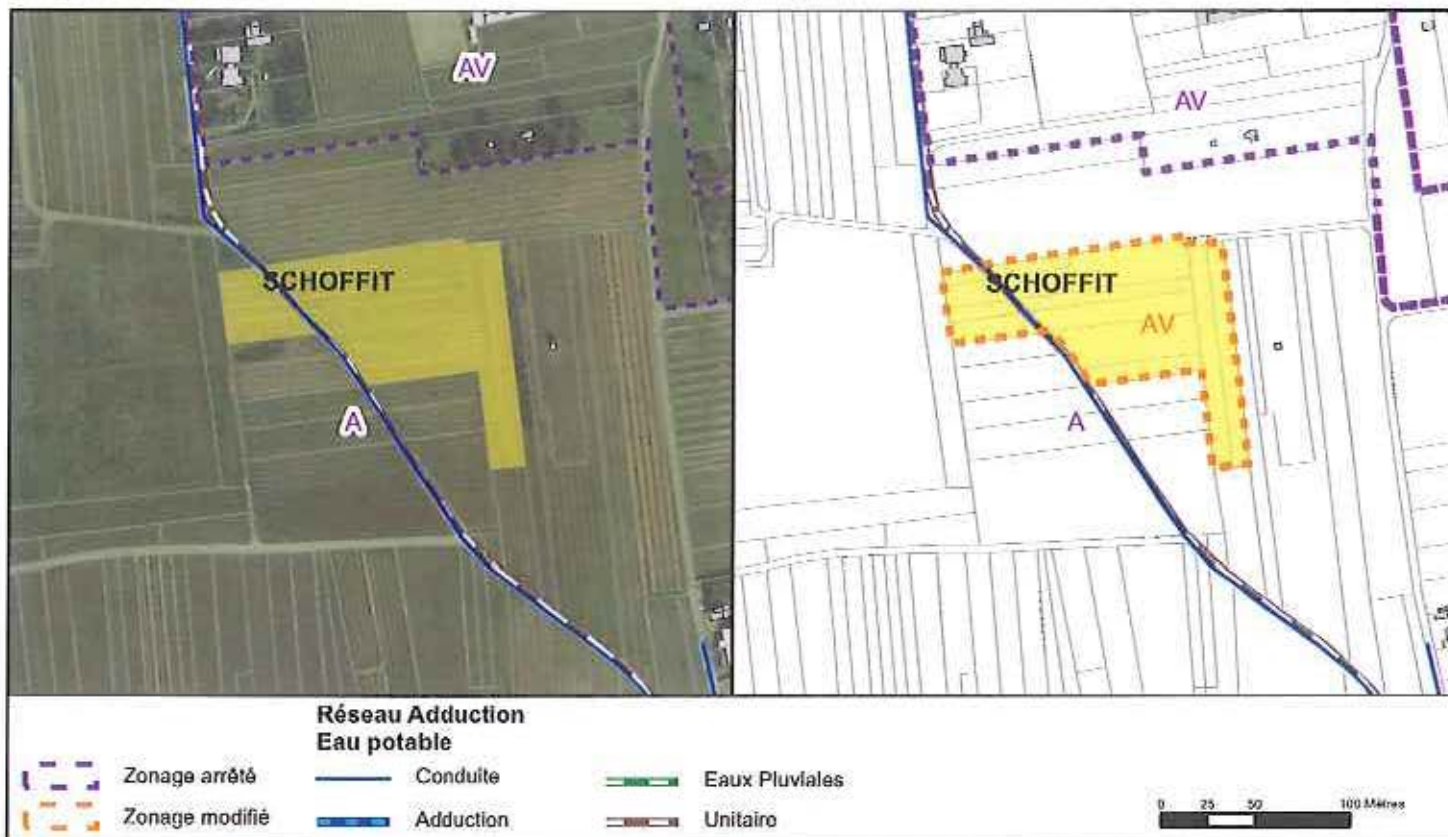 AV
SCHOFFIT
A
AV
SCHOFFIT
AV
A
Réseau Adduction
Eau potable
Zonage arrêté
Conduite
Eaux Pluviales
Zonage modifié
Adduction
Unitaire
0 25 50 100 Mètres